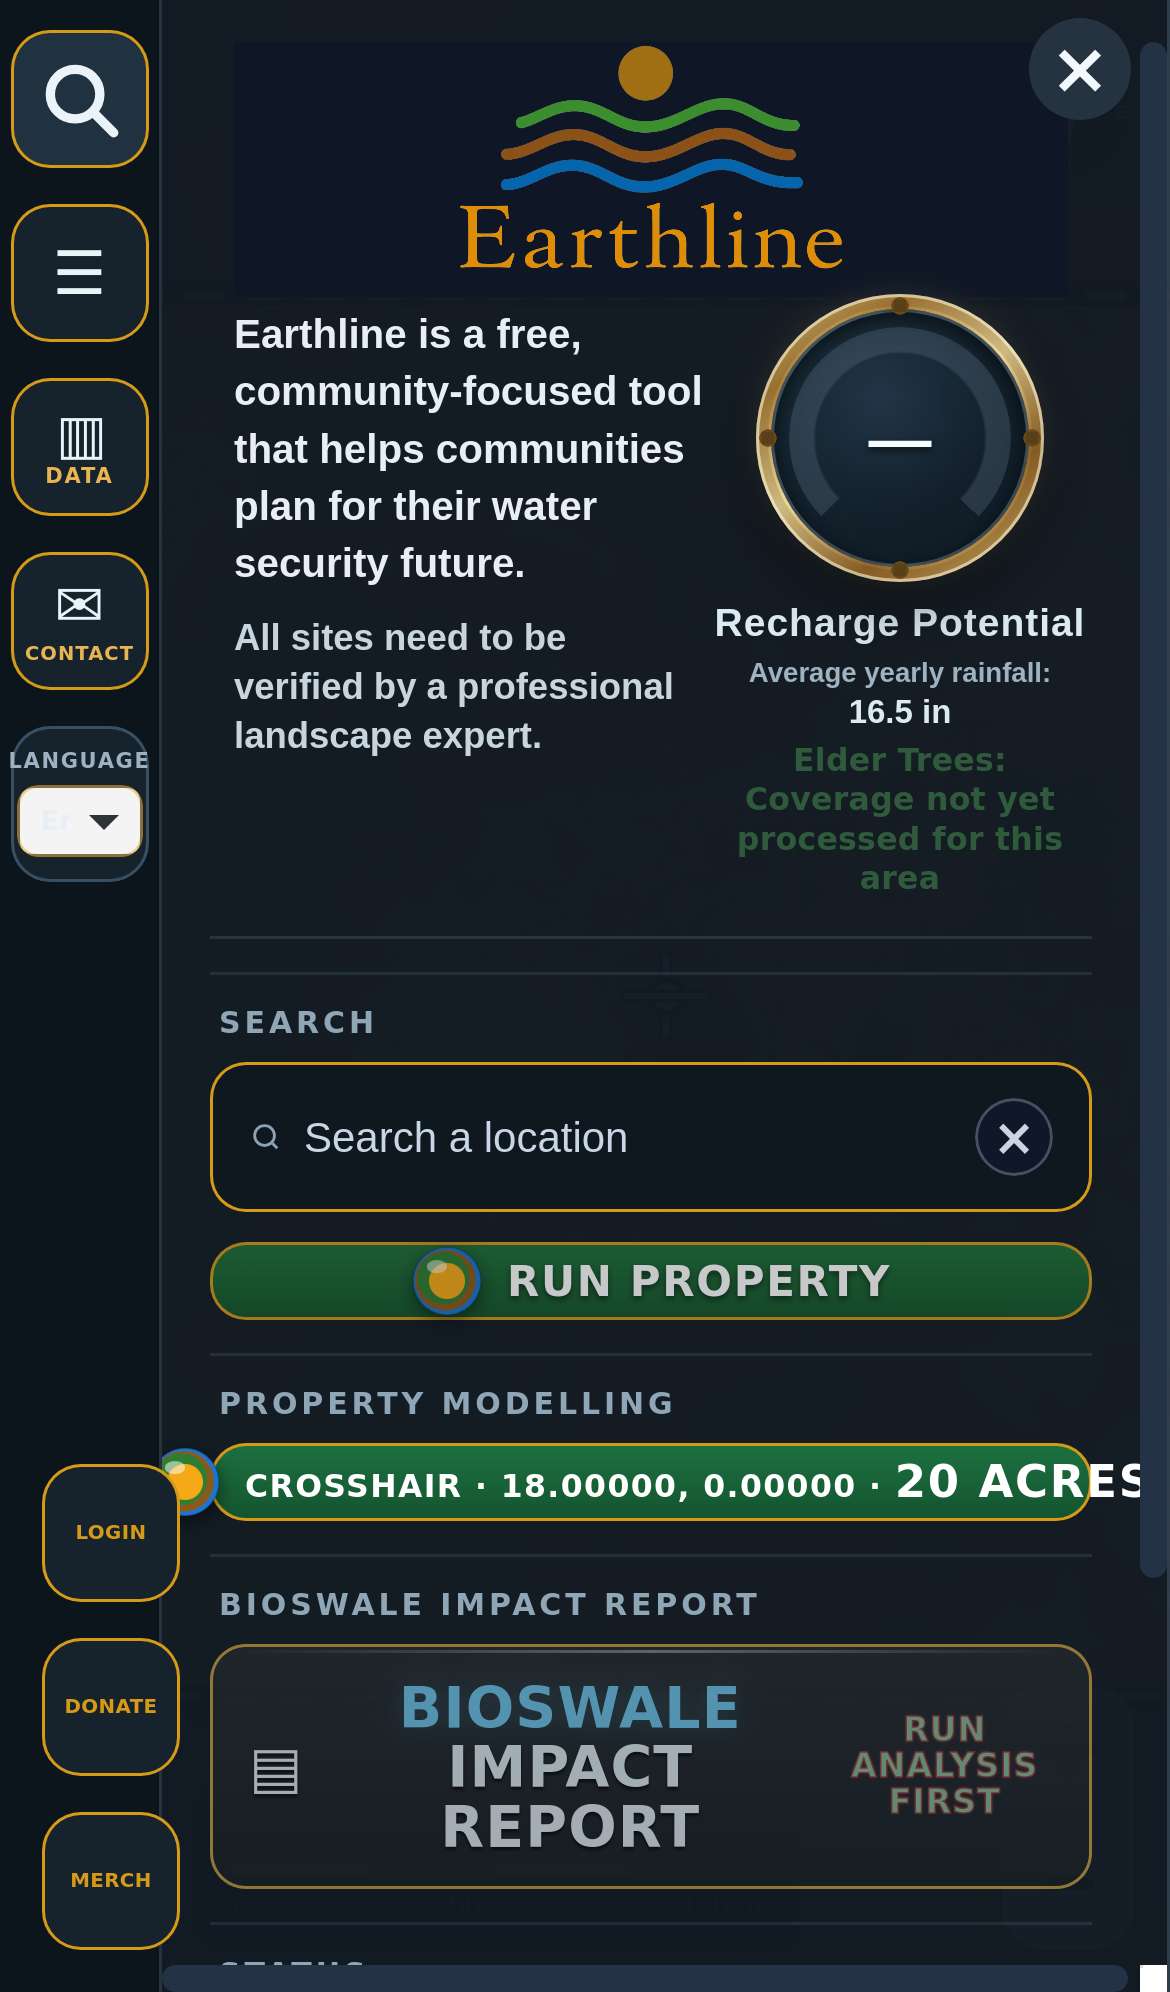 Earthline
Earthline is a free,
community-focused tool
that helps communities
plan for their water
security future.
All sites need to be
verified by a professional
landscape expert.
Recharge Potential
Average yearly rainfall:
16.5 in
Elder Trees:
Coverage not yet
processed for this
area
DATA
CONTACT
LANGUAGE
SEARCH
Search a location
RUN PROPERTY
PROPERTY MODELLING
CROSSHAIR · 18.00000, 0.00000 · 20 ACRES
BIOSWALE IMPACT REPORT
BIOSWALE
IMPACT
REPORT
RUN
ANALYSIS
FIRST
LOGIN
DONATE
MERCH